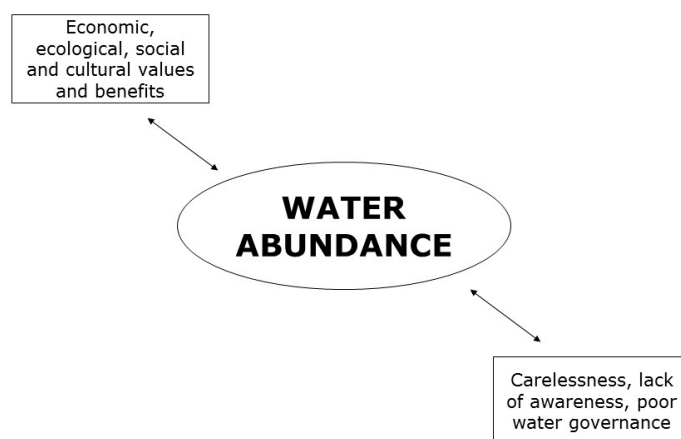 Economic,
ecological, social
and cultural values
and benefits
WATER
ABUNDANCE
Carelessness, lack
of awareness, poor
water governance